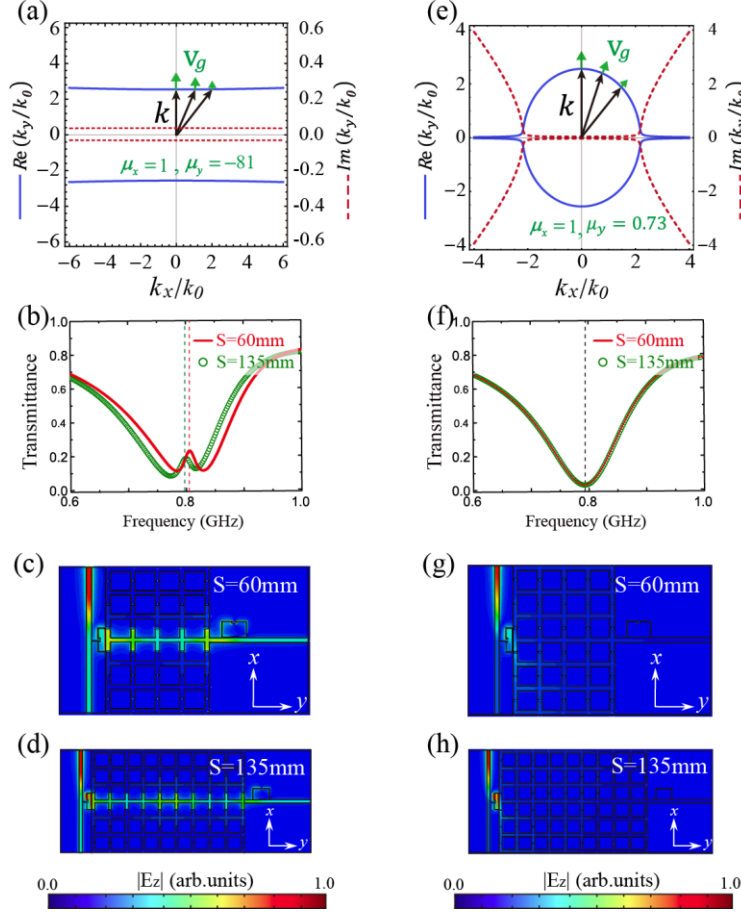 (a)
6
4
2
0
-2
-4
-6
Re(k_y/k_0)
0.6
0.4
0.2
0.0
-0.2
-0.4
-0.6
Im(k_y/k_0)
v_g
k
μ_x=1 , μ_y=-81
-6 -4 -2 0 2 4 6
k_x/k_0
(e)
4
2
0
-2
-4
Re(k_y/k_0)
4
2
0
-2
-4
Im(k_y/k_0)
v_g
k
μ_x=1, μ_y=0.73
-4 -2 0 2 4
k_x/k_0
(b)
1.0
0.8
0.6
0.4
0.2
0.0
Transmittance
S=60mm
S=135mm
0.6 0.8 1.0
Frequency (GHz)
(f)
1.0
0.8
0.6
0.4
0.2
0.0
Transmittance
S=60mm
S=135mm
0.6 0.8 1.0
Frequency (GHz)
(c)
S=60mm
x
y
(g)
S=60mm
x
y
(d)
S=135mm
x
y
(h)
S=135mm
x
y
0.0 |Ez| (arb.units) 1.0
0.0 |Ez| (arb.units) 1.0